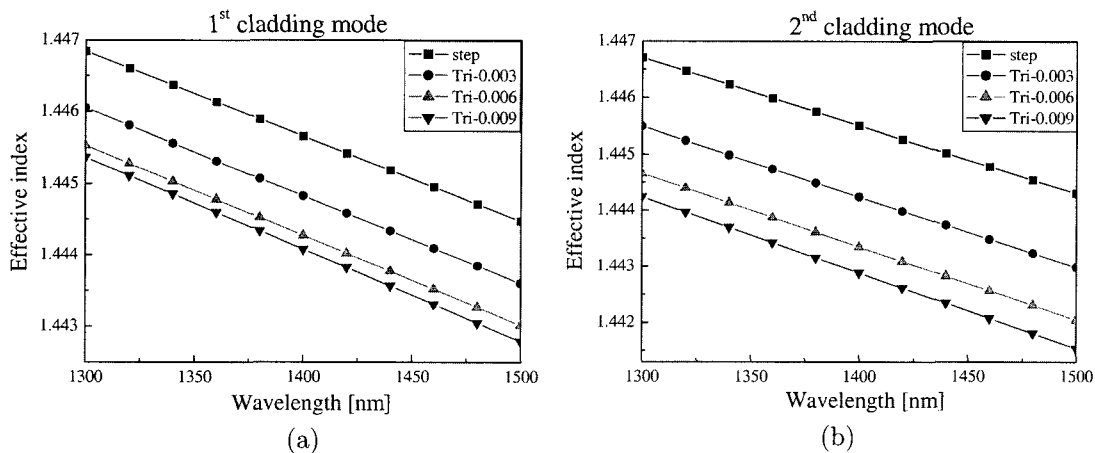 1st cladding mode
1.447
1.446
1.445
1.444
1.443
Effective index
step
Tri-0.003
Tri-0.006
Tri-0.009
1300
1350
1400
1450
1500
Wavelength [nm]
(a)
2nd cladding mode
1.447
1.446
1.445
1.444
1.443
1.442
Effective index
step
Tri-0.003
Tri-0.006
Tri-0.009
1300
1350
1400
1450
1500
Wavelength [nm]
(b)